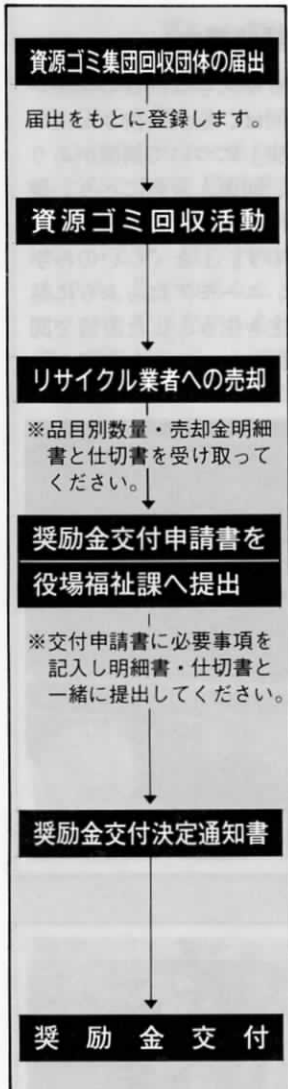 資源ゴミ集団回収団体の届出
届出をもとに登録します。
資源ゴミ回収活動
リサイクル業者への売却
※品目別数量・売却金明細
書と仕切書を受け取って
ください。
奨励金交付申請書を
役場福祉課へ提出
※交付申請書に必要事項を
記入し明細書・仕切書と
一緒に提出してください。
奨励金交付決定通知書
奨励金交付